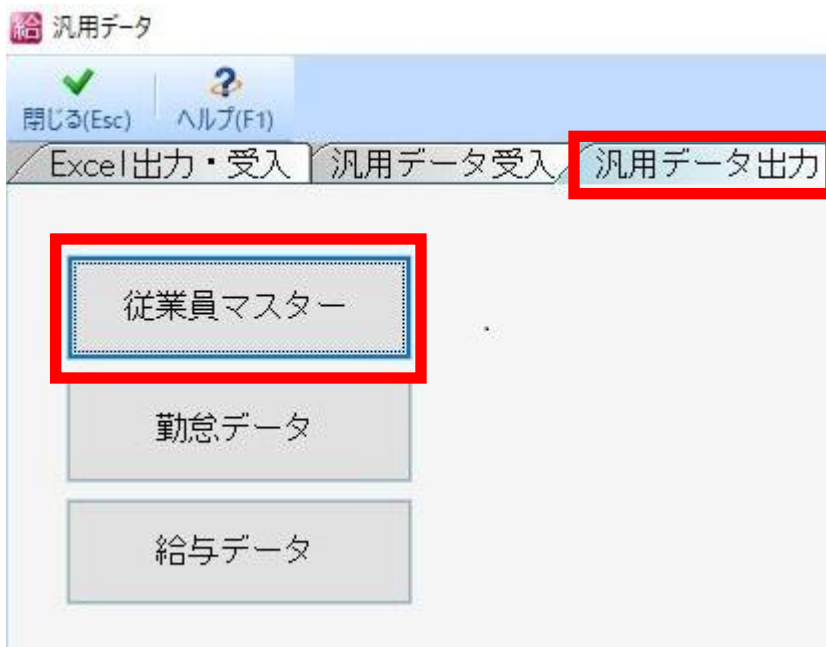 給 汎用データ
閉じる(Esc) ヘルプ(F1)
Excel出力・受入 汎用データ受入 汎用データ出力
従業員マスター
勤怠データ
給与データ